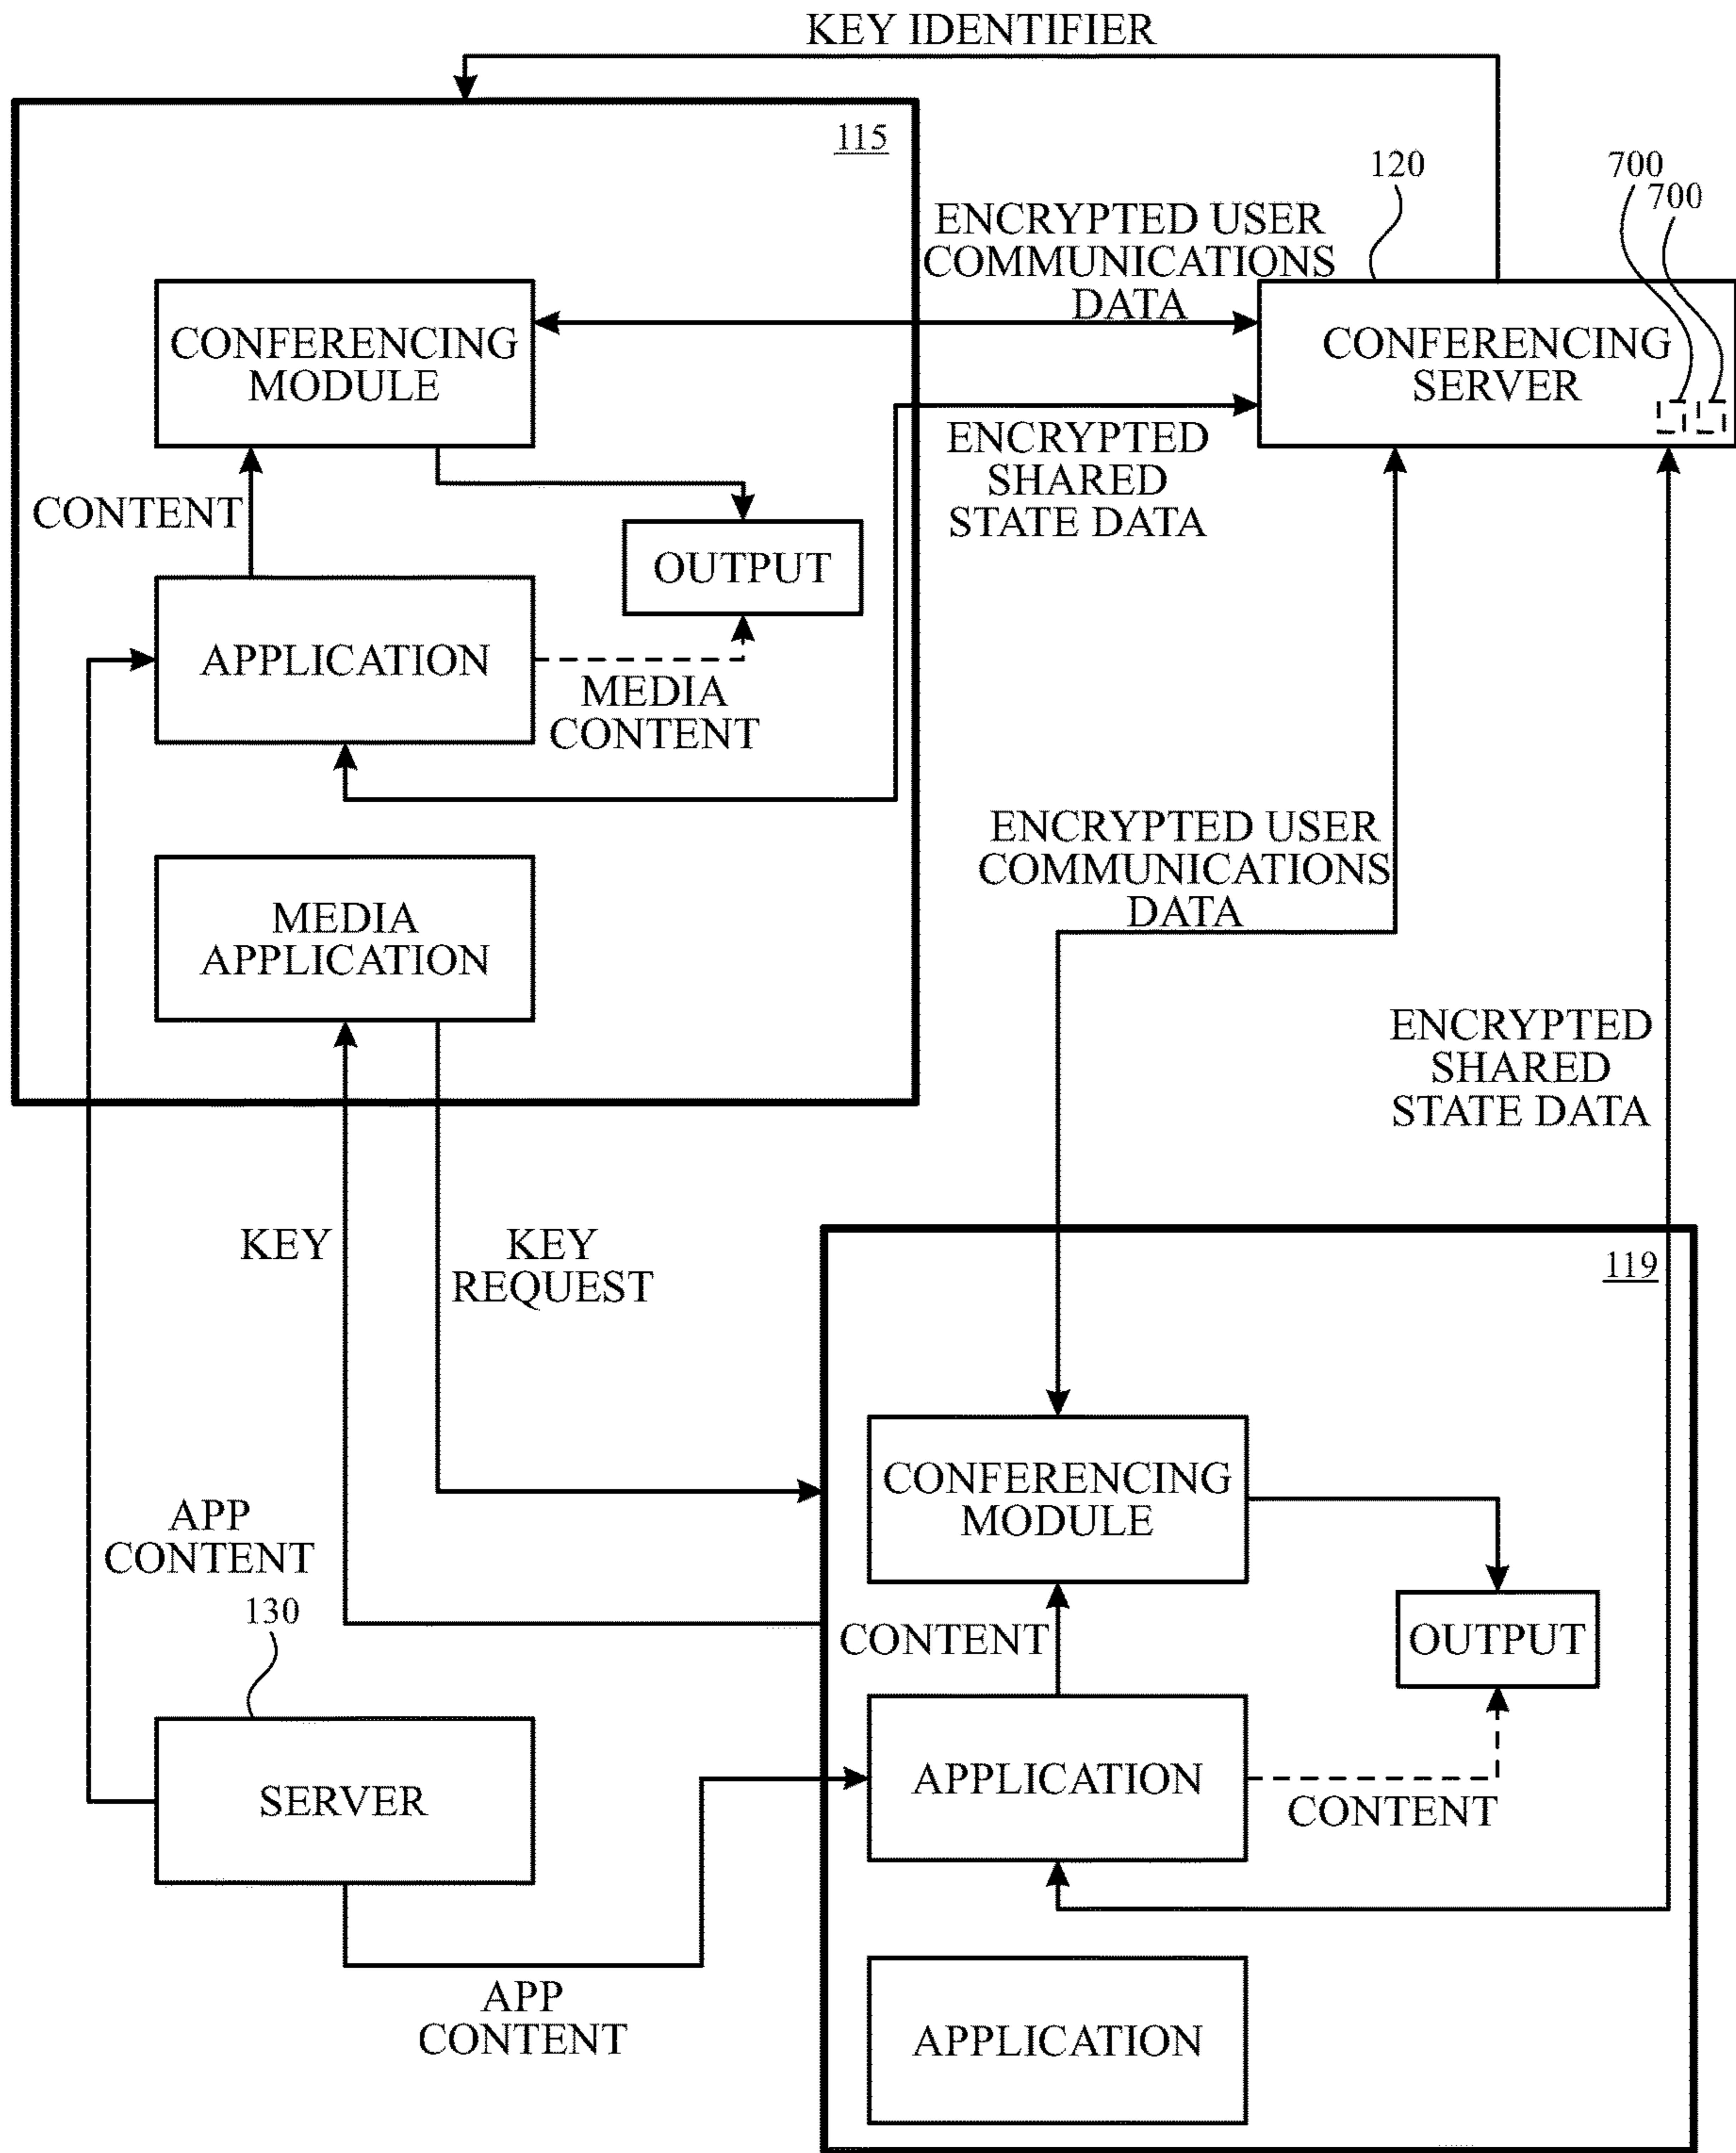 KEY IDENTIFIER
115
120
700
700
ENCRYPTED USER
COMMUNICATIONS
DATA
CONFERENCING
MODULE
CONFERENCING
SERVER
ENCRYPTED
SHARED
STATE DATA
CONTENT
OUTPUT
APPLICATION
MEDIA
CONTENT
ENCRYPTED USER
COMMUNICATIONS
DATA
MEDIA
APPLICATION
ENCRYPTED
SHARED
STATE DATA
KEY
KEY
REQUEST
119
CONFERENCING
MODULE
APP
CONTENT
130
CONTENT
OUTPUT
SERVER
APPLICATION
CONTENT
APP
CONTENT
APPLICATION